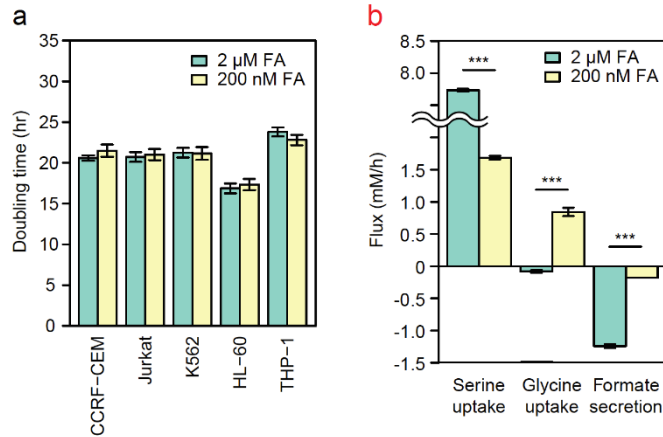 a
Doubling time (hr)
35
30
25
20
15
10
5
0
2 µM FA
200 nM FA
CCRF-CEM
Jurkat
K562
HL-60
THP-1
b
Flux (mM/h)
8.5
8.0
1.5
1.0
0.5
0
-0.5
-1.0
-1.5
2 µM FA
200 nM FA
***
***
***
Serine
uptake
Glycine
uptake
Formate
secretion